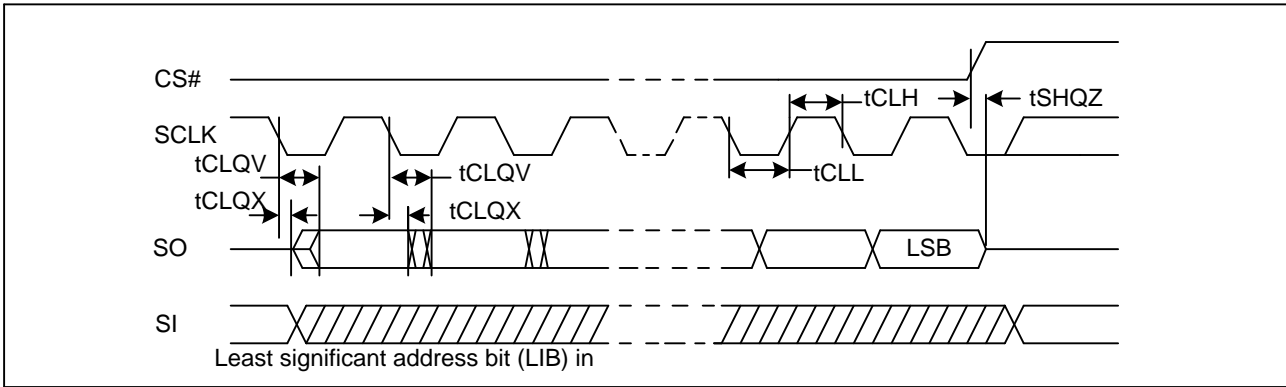 CS#
tCLH
tSHQZ
SCLK
tCLQV
tCLQV
tCLL
tCLQX
tCLQX
SO
LSB
SI
Least significant address bit (LIB) in